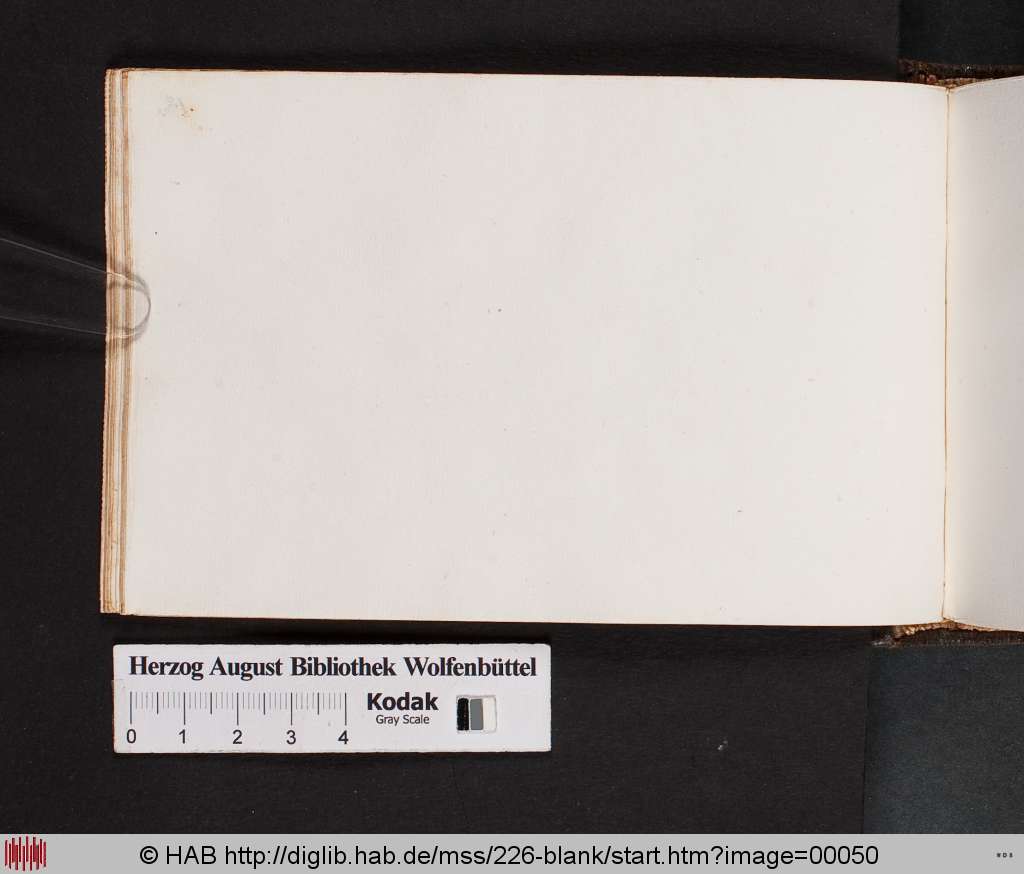 Herzog August Bibliothek Wolfenbüttel
Kodak
Gray Scale
0 1 2 3 4
© HAB http://diglib.hab.de/mss/226-blank/start.htm?image=00050